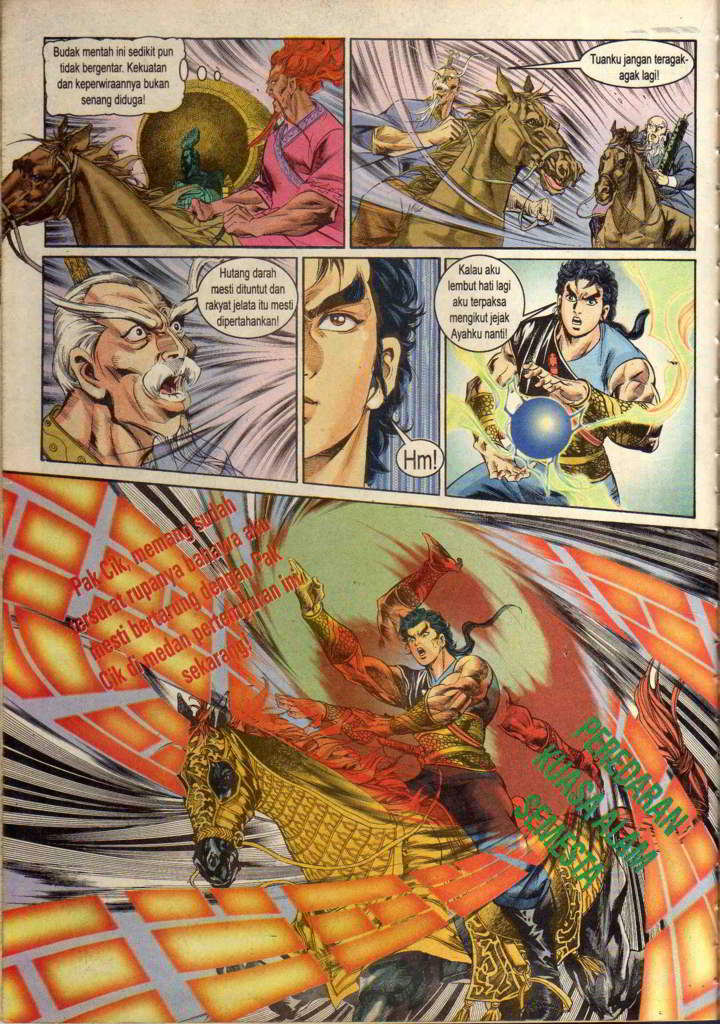 Budak mentah ini sedikit pun
tidak bergentar. Kekuatan
dan keperwiraannya bukan
senang diduga!
Tuanku jangan teragak-
agak lagi!
Hutang darah
mesti dituntut dan
rakyat jelata itu mesti
dipertahankan!
Hm!
Kalau aku
lembut hati lagi
aku terpaksa
mengikut jejak
Ayahku nanti!
Pak Cik, memang sudah
tersurat rupanya bahawa aku
mesti bertarung dengan Pak
Cik di medan pertempuran ini
sekarang!
PEREDARAN
KUASA ALAM
SEMESTA